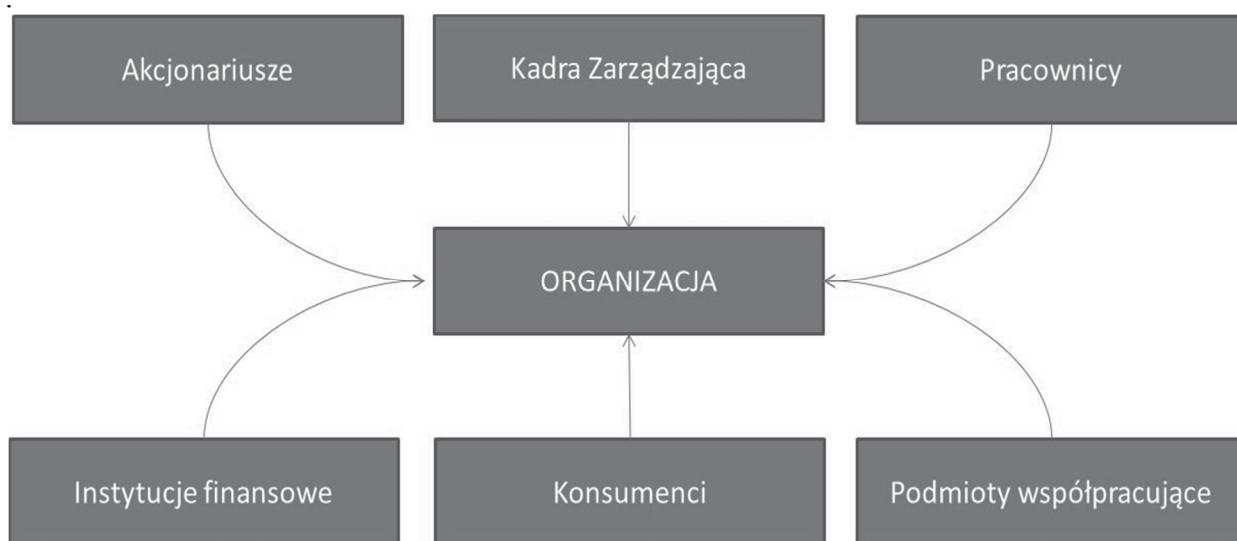 Akcjonariusze
Kadra Zarządzająca
Pracownicy
ORGANIZACJA
Instytucje finansowe
Konsumenci
Podmioty współpracujące